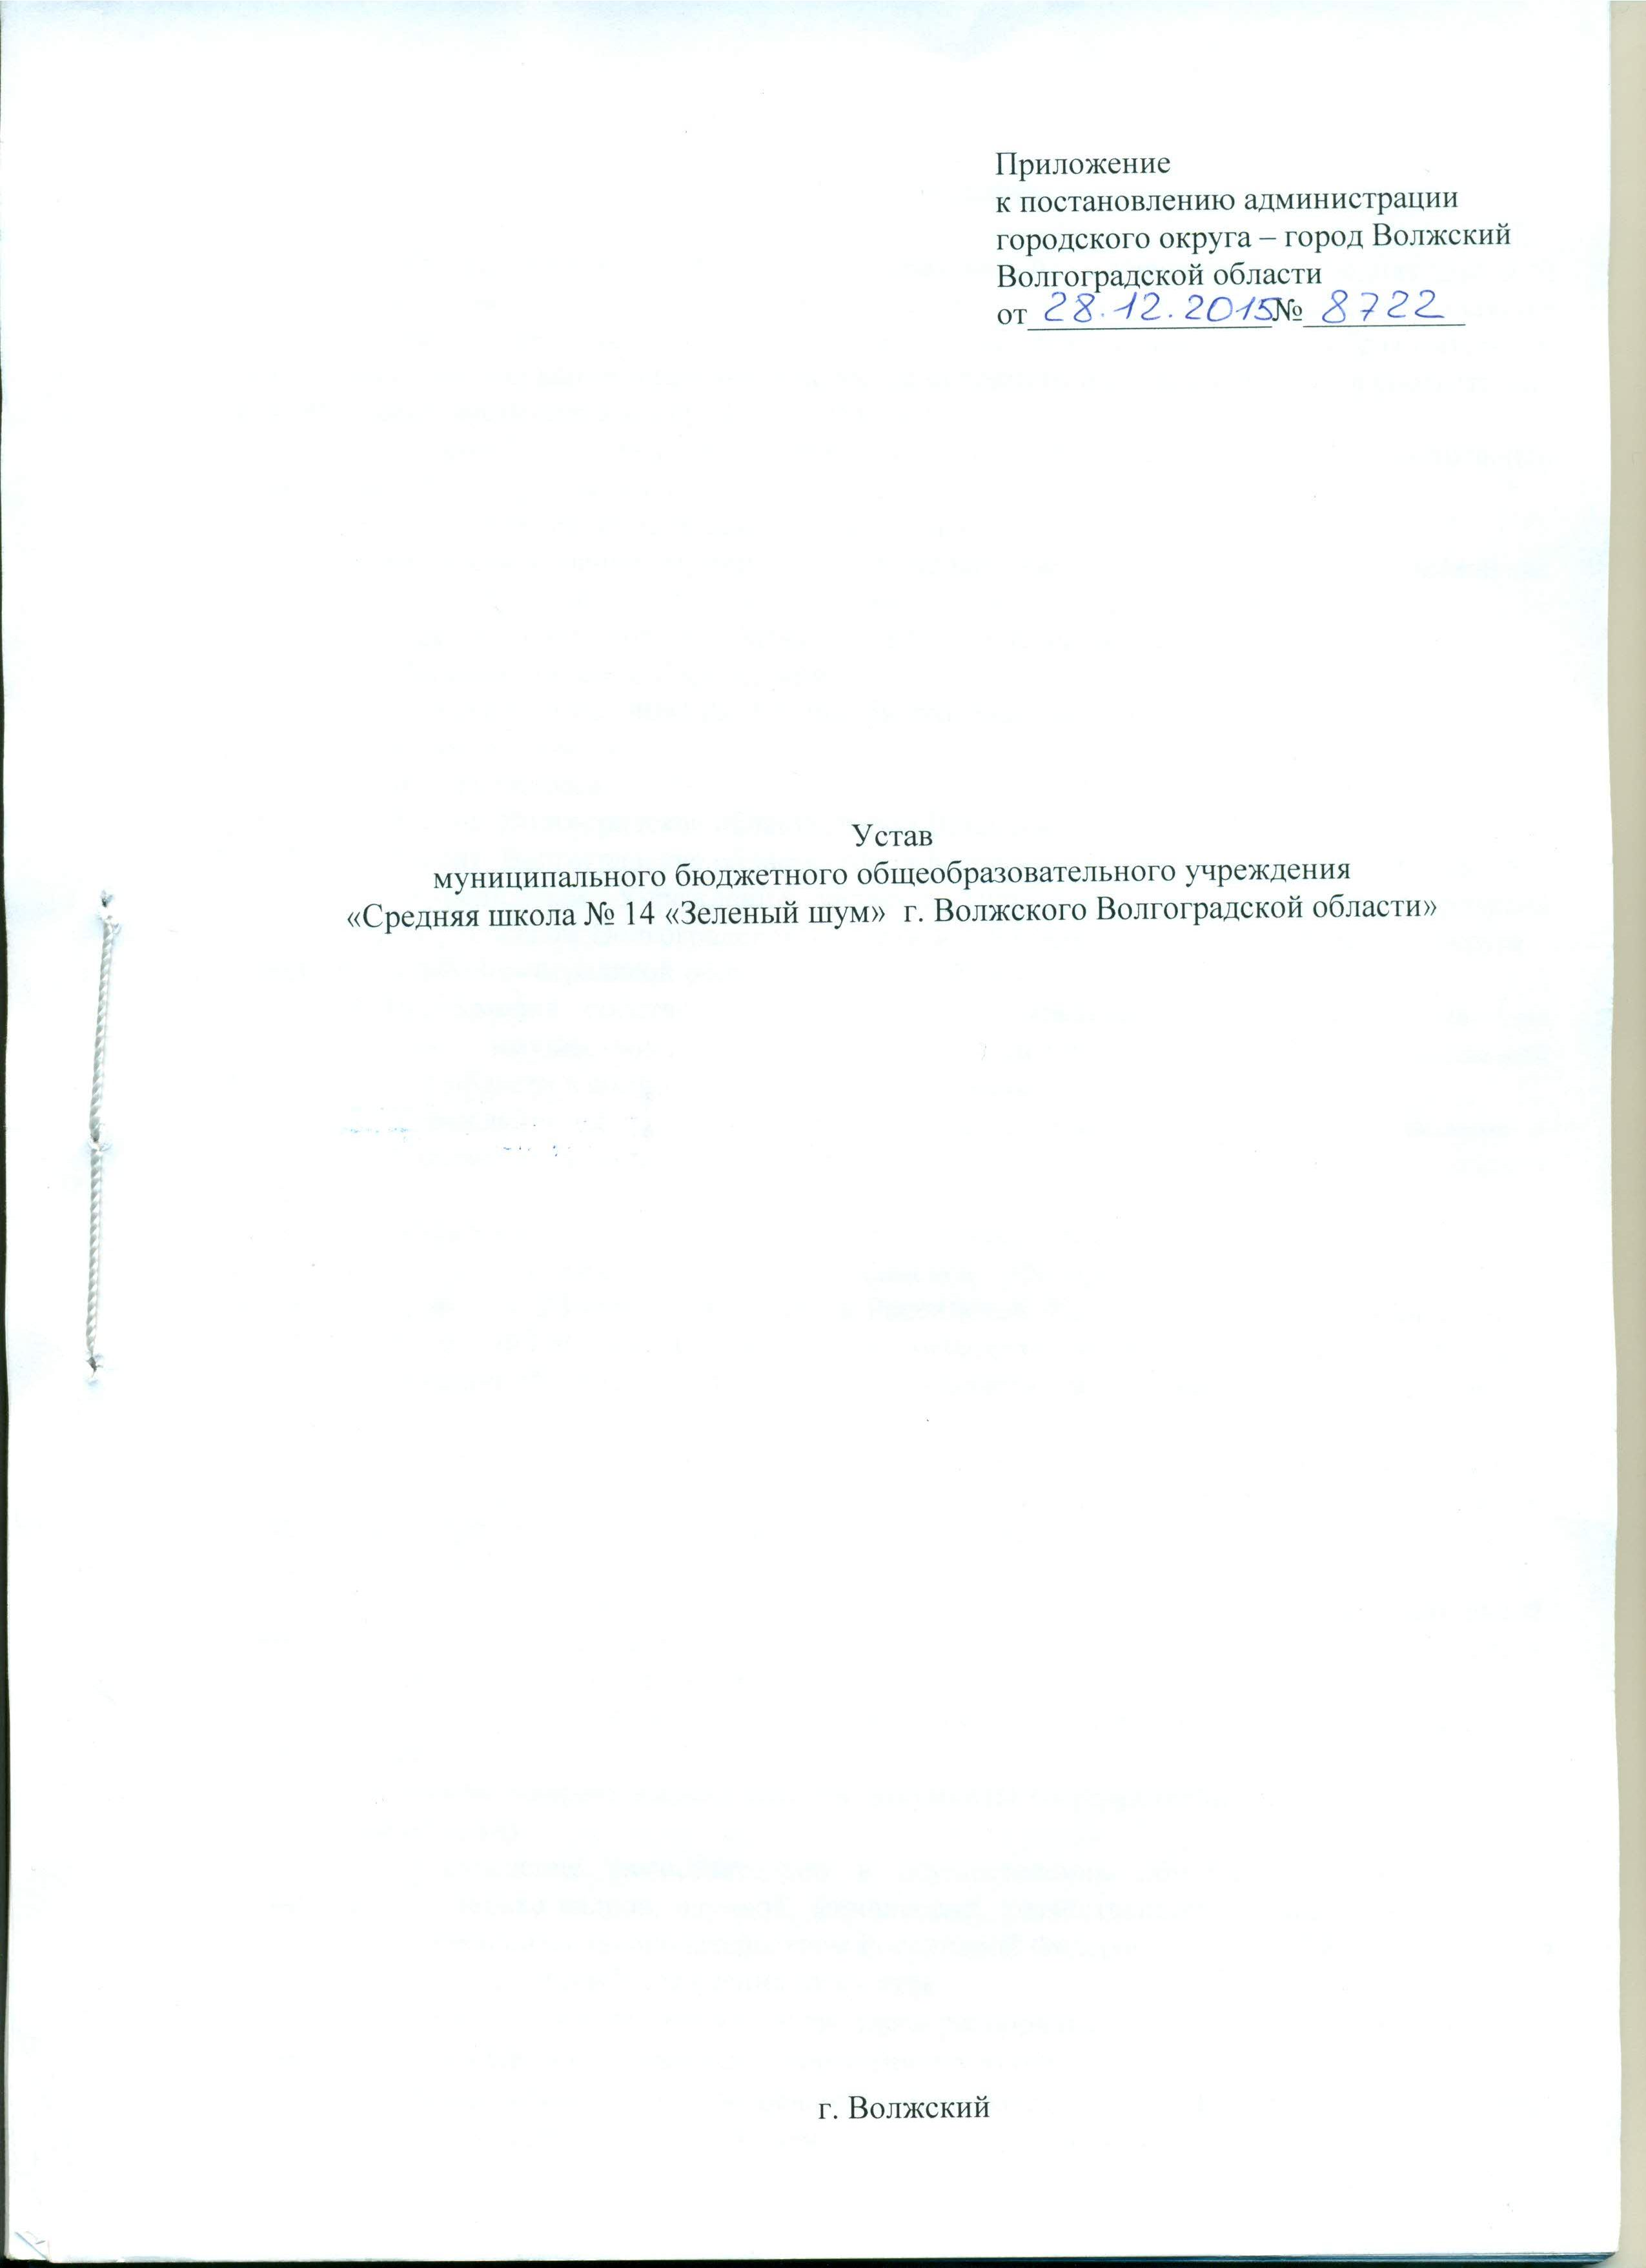 Приложение
к постановлению администрации
городского округа – город Волжский
Волгоградской области
от 28.12.2015 № 8722
Устав
муниципального бюджетного общеобразовательного учреждения
«Средняя школа № 14 «Зеленый шум» г. Волжского Волгоградской области»
г. Волжский